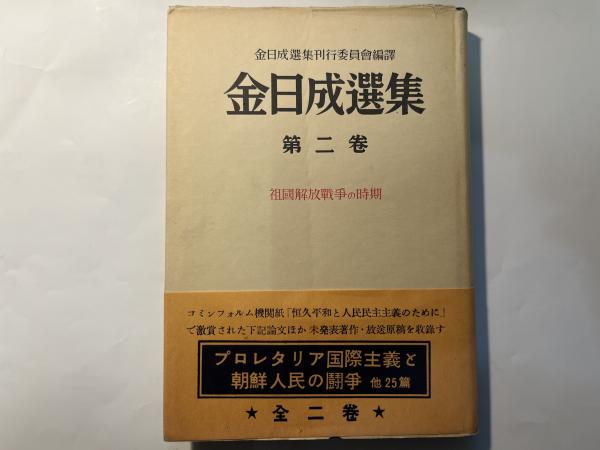 金日成選集刊行委員會編譯
金日成選集
第二卷
祖國解放戰爭の時期
コミンフォルム機関紙「恒久平和と人民民主主義のために」
で激賞された下記論文ほか 未発表著作・放送原稿を収錄す
プロレタリア国際主義と
朝鮮人民の鬪爭 他25篇
★全二卷★